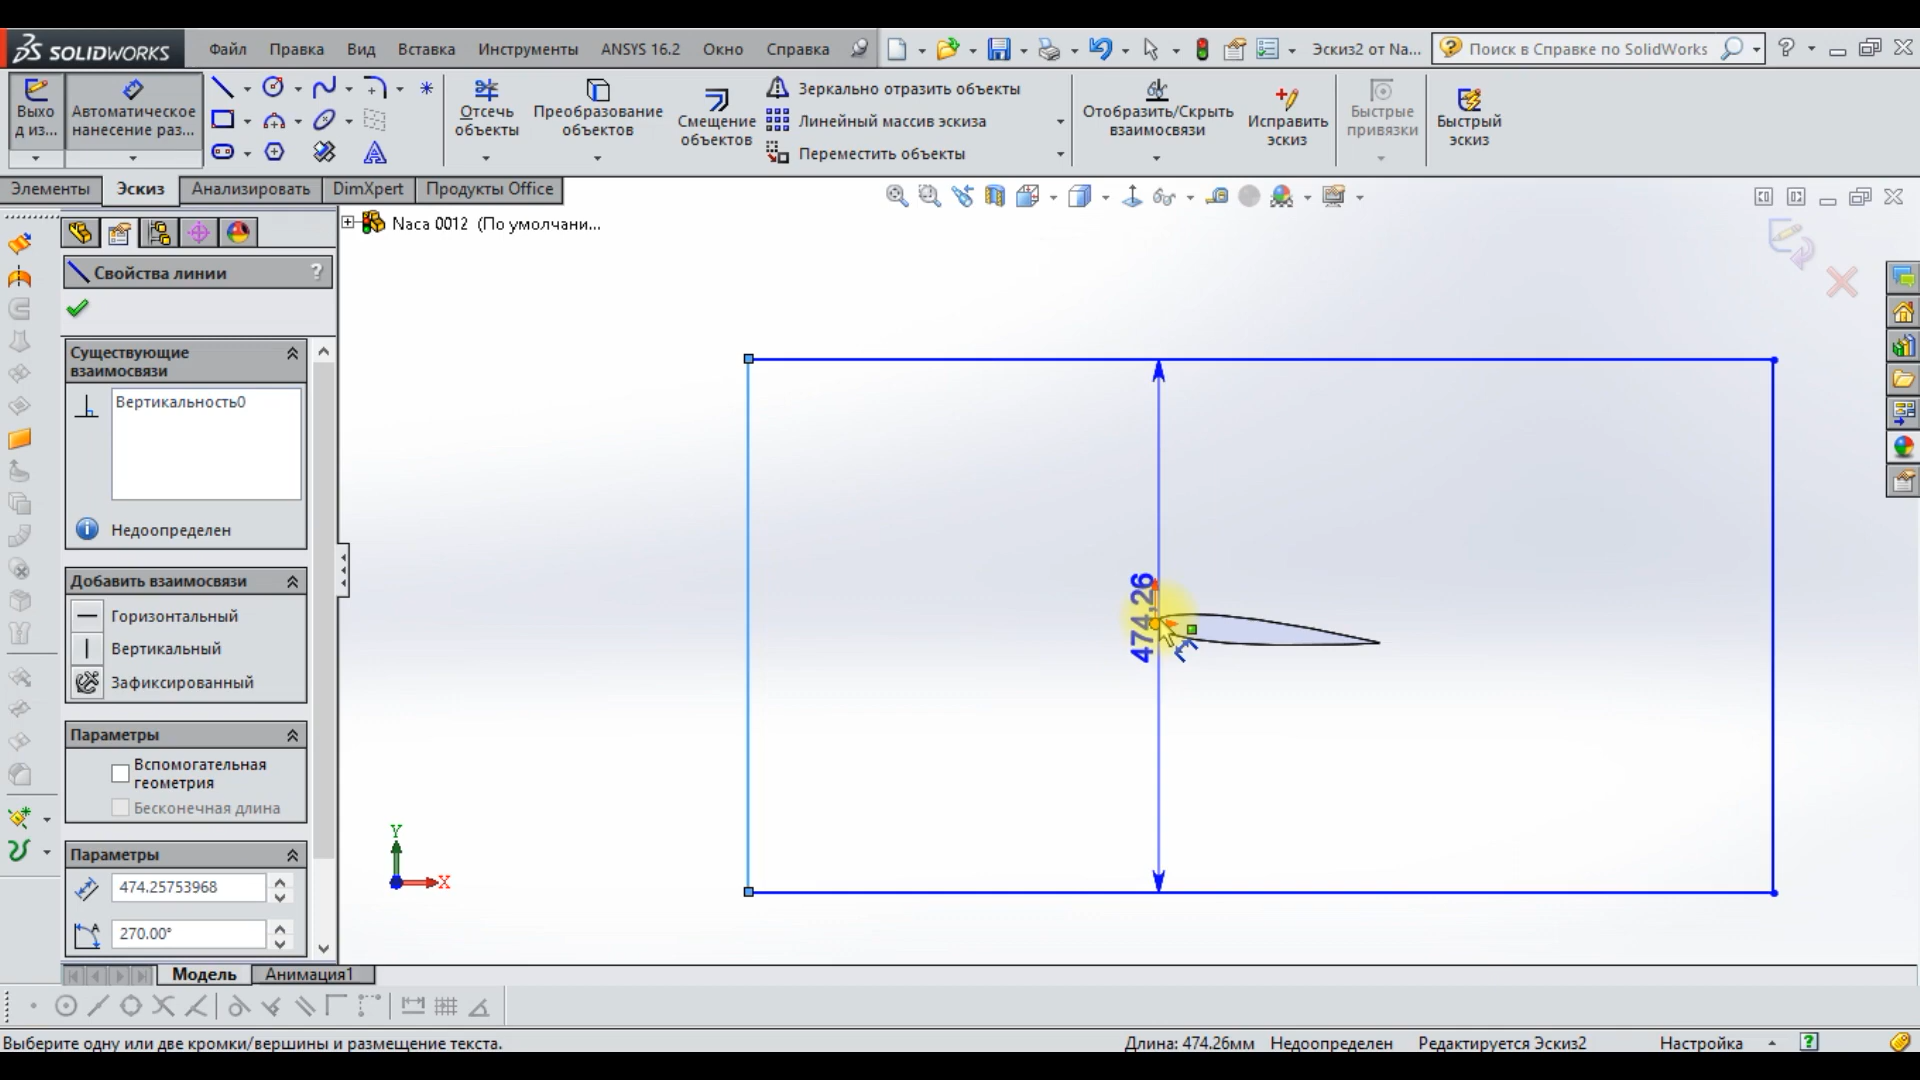 SOLIDWORKS
Файл Правка Вид Вставка Инструменты ANSYS 16.2 Окно Справка
Эскиз2 от Na...
Поиск в Справке по SolidWorks
Выхо
д из...
Автоматическое
нанесение раз...
Отсечь
объекты
Преобразование
объектов
Смещение
объектов
Зеркально отразить объекты
Линейный массив эскиза
Переместить объекты
Отобразить/Скрыть
взаимосвязи
Исправить
эскиз
Быстрые
привязки
Быстрый
эскиз
Элементы Эскиз Анализировать DimXpert Продукты Office
Naca 0012 (По умолчани...
Свойства линии ?
Существующие
взаимосвязи
Вертикальность0
Недоопределен
Добавить взаимосвязи
Горизонтальный
Вертикальный
Зафиксированный
Параметры
Вспомогательная
геометрия
Бесконечная длина
Параметры
474.25753968
270.00°
474,26
Y
X
Модель Анимация1
Выберите одну или две кромки/вершины и размещение текста.
Длина: 474.26мм Недоопределен Редактируется Эскиз2 Настройка